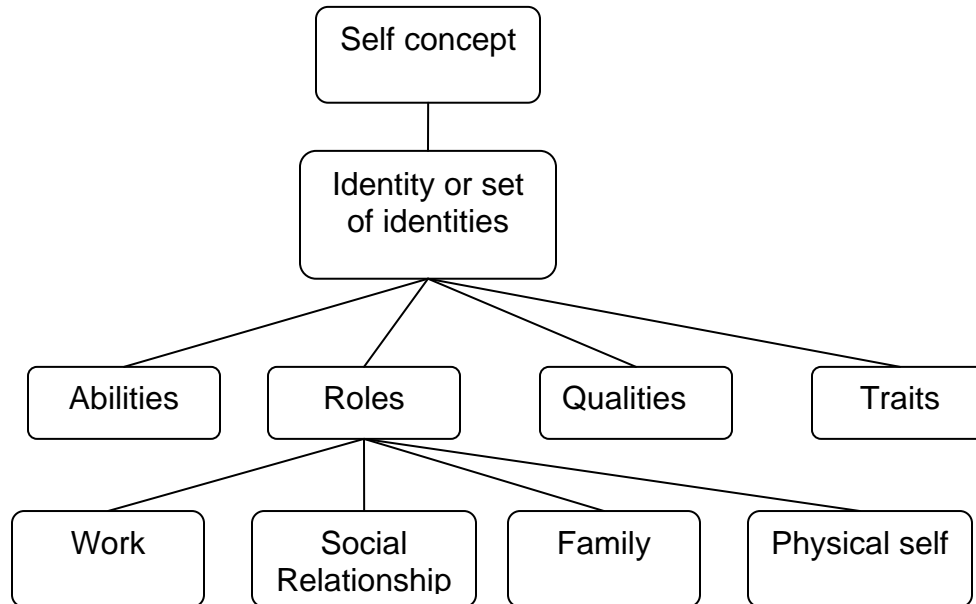 Self concept
Identity or set
of identities
Abilities
Roles
Qualities
Traits
Work
Social
Relationship
Family
Physical self